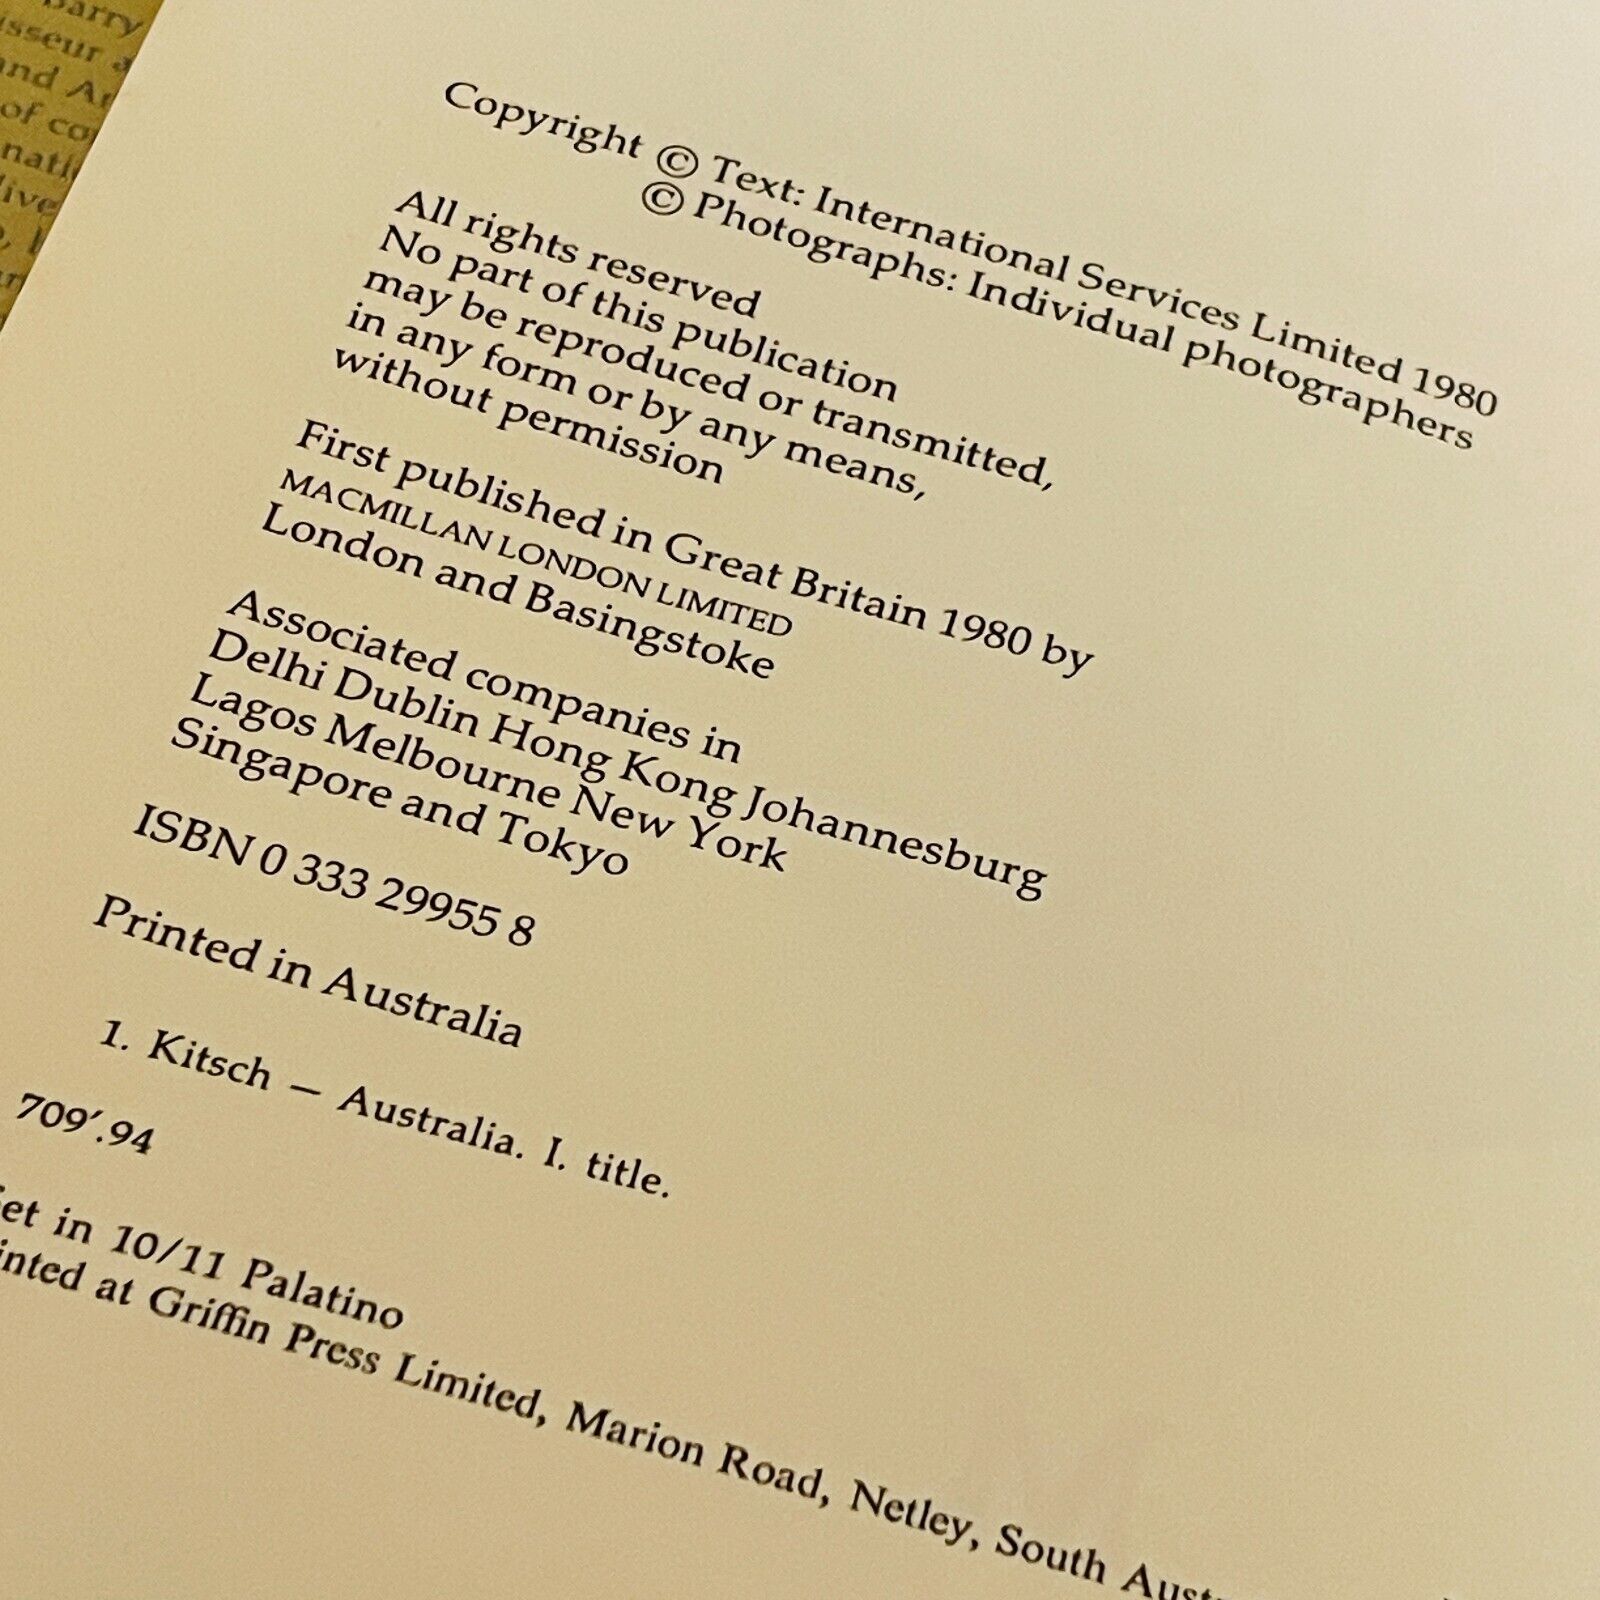 and
of
Copyright © Text: International Services Limited 1980
© Photographs: Individual photographers
All rights reserved
No part of this publication
may be reproduced or transmitted,
in any form or by any means,
without permission
First published in Great Britain 1980 by
MACMILLAN LONDON LIMITED
London and Basingstoke
Associated companies in
Delhi Dublin Hong Kong Johannesburg
Lagos Melbourne New York
Singapore and Tokyo
ISBN 0 333 29955 8
Printed in Australia
1. Kitsch — Australia. I. title.
709'.94
in 10/11 Palatino
at Griffin Press Limited, Marion Road, Netley, South